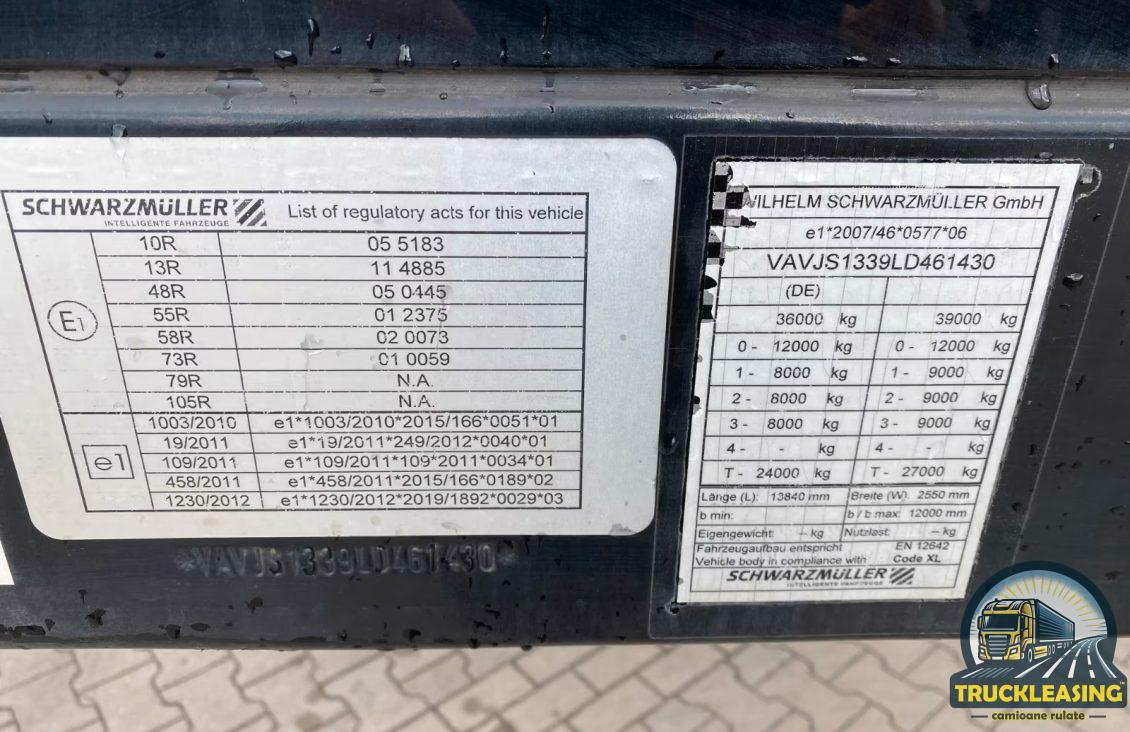 SCHWARZMÜLLER List of regulatory acts for this vehicle
INTELLIGENTE FAHRZEUGE
10R 05 5183
13R 11 4885
48R 05 0445
55R 01 2375
58R 02 0073
73R 01 0059
79R N.A.
105R N.A.
E1
1003/2010 e1*1003/2010*2015/166*0051*01
19/2011 e1*19/2011*249/2012*0040*01
109/2011 e1*109/2011*109*2011*0034*01
458/2011 e1*458/2011*2015/166*0189*02
1230/2012 e1*1230/2012*2019/1892*0029*03
e1
JS1339LD461430*
WILHELM SCHWARZMÜLLER GmbH
e1*2007/46*0577*06
VAVJS1339LD461430
(DE)
36000 kg 39000 kg
0 - 12000 kg 0 - 12000 kg
1 - 8000 kg 1 - 9000 kg
2 - 8000 kg 2 - 9000 kg
3 - 8000 kg 3 - 9000 kg
4 - - kg 4 - - kg
T - 24000 kg T - 27000 kg
Länge (L): 13840 mm Breite (W). 2550 mm
b min: b / b max: 12000 mm
Eigengewicht: -- kg Nutzlast: -- kg
Fahrzeugaufbau entspricht EN 12642
Vehicle body in compliance with Code XL
SCHWARZMÜLLER
INTELLIGENTE FAHRZEUGE
TRUCKLEASING™
camioane rulate